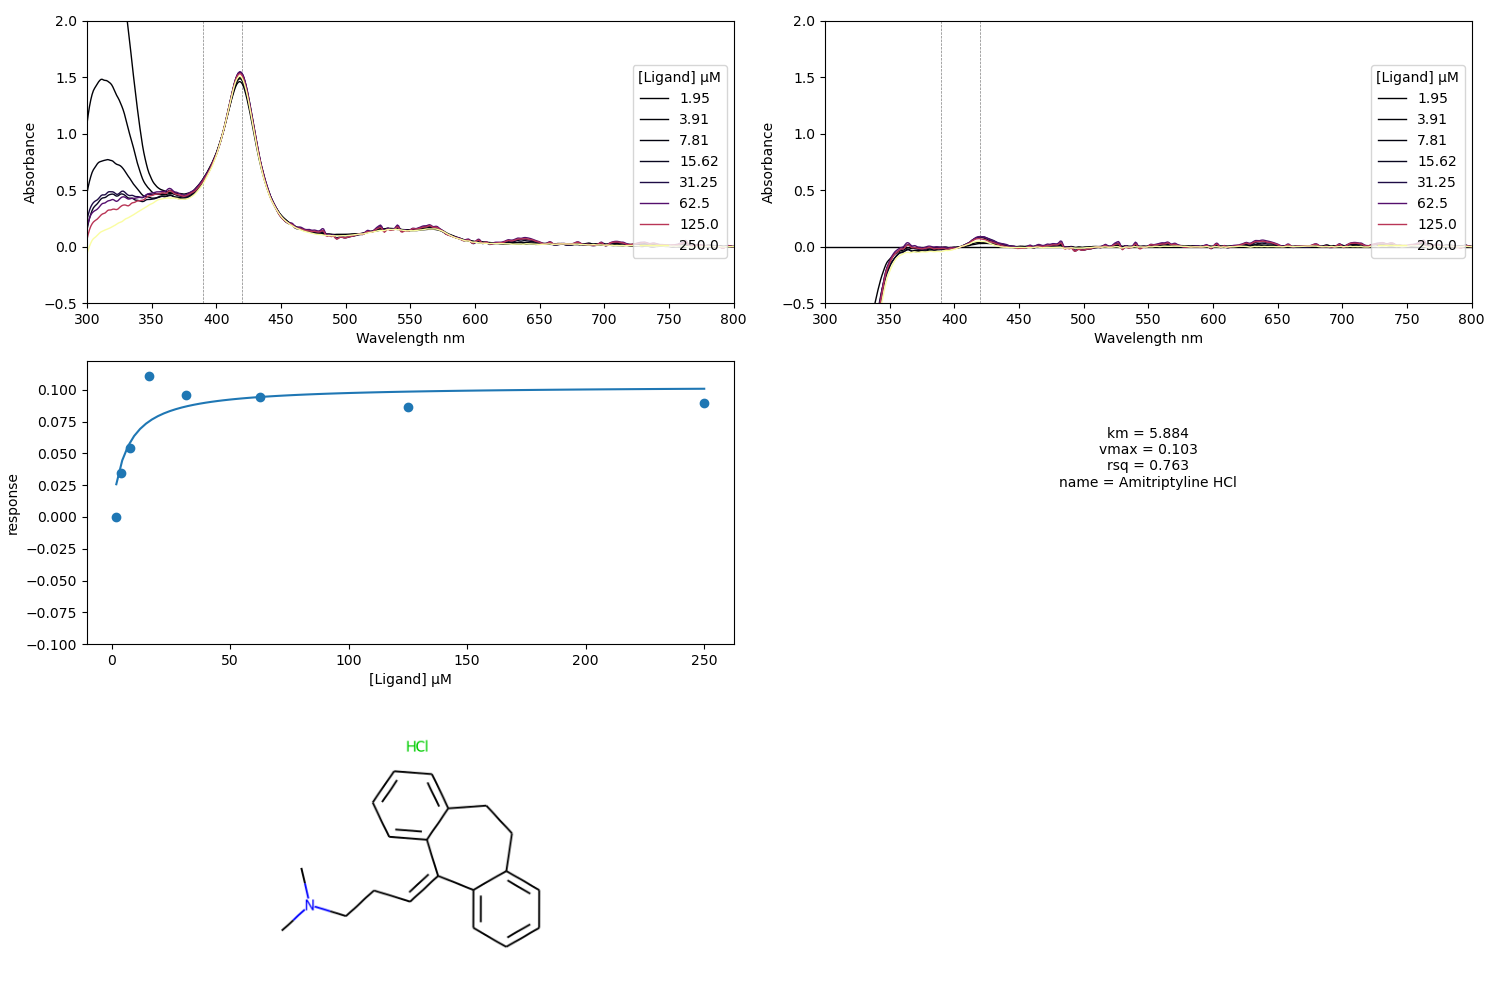 2.0
1.5
1.0
0.5
0.0
−0.5
Absorbance
300 350 400 450 500 550 600 650 700 750 800
Wavelength nm
[Ligand] µM
1.95
3.91
7.81
15.62
31.25
62.5
125.0
250.0
2.0
1.5
1.0
0.5
0.0
−0.5
Absorbance
300 350 400 450 500 550 600 650 700 750 800
Wavelength nm
[Ligand] µM
1.95
3.91
7.81
15.62
31.25
62.5
125.0
250.0
0.100
0.075
0.050
0.025
0.000
−0.025
−0.050
−0.075
−0.100
response
0 50 100 150 200 250
[Ligand] µM
km = 5.884
vmax = 0.103
rsq = 0.763
name = Amitriptyline HCl
HCl
N